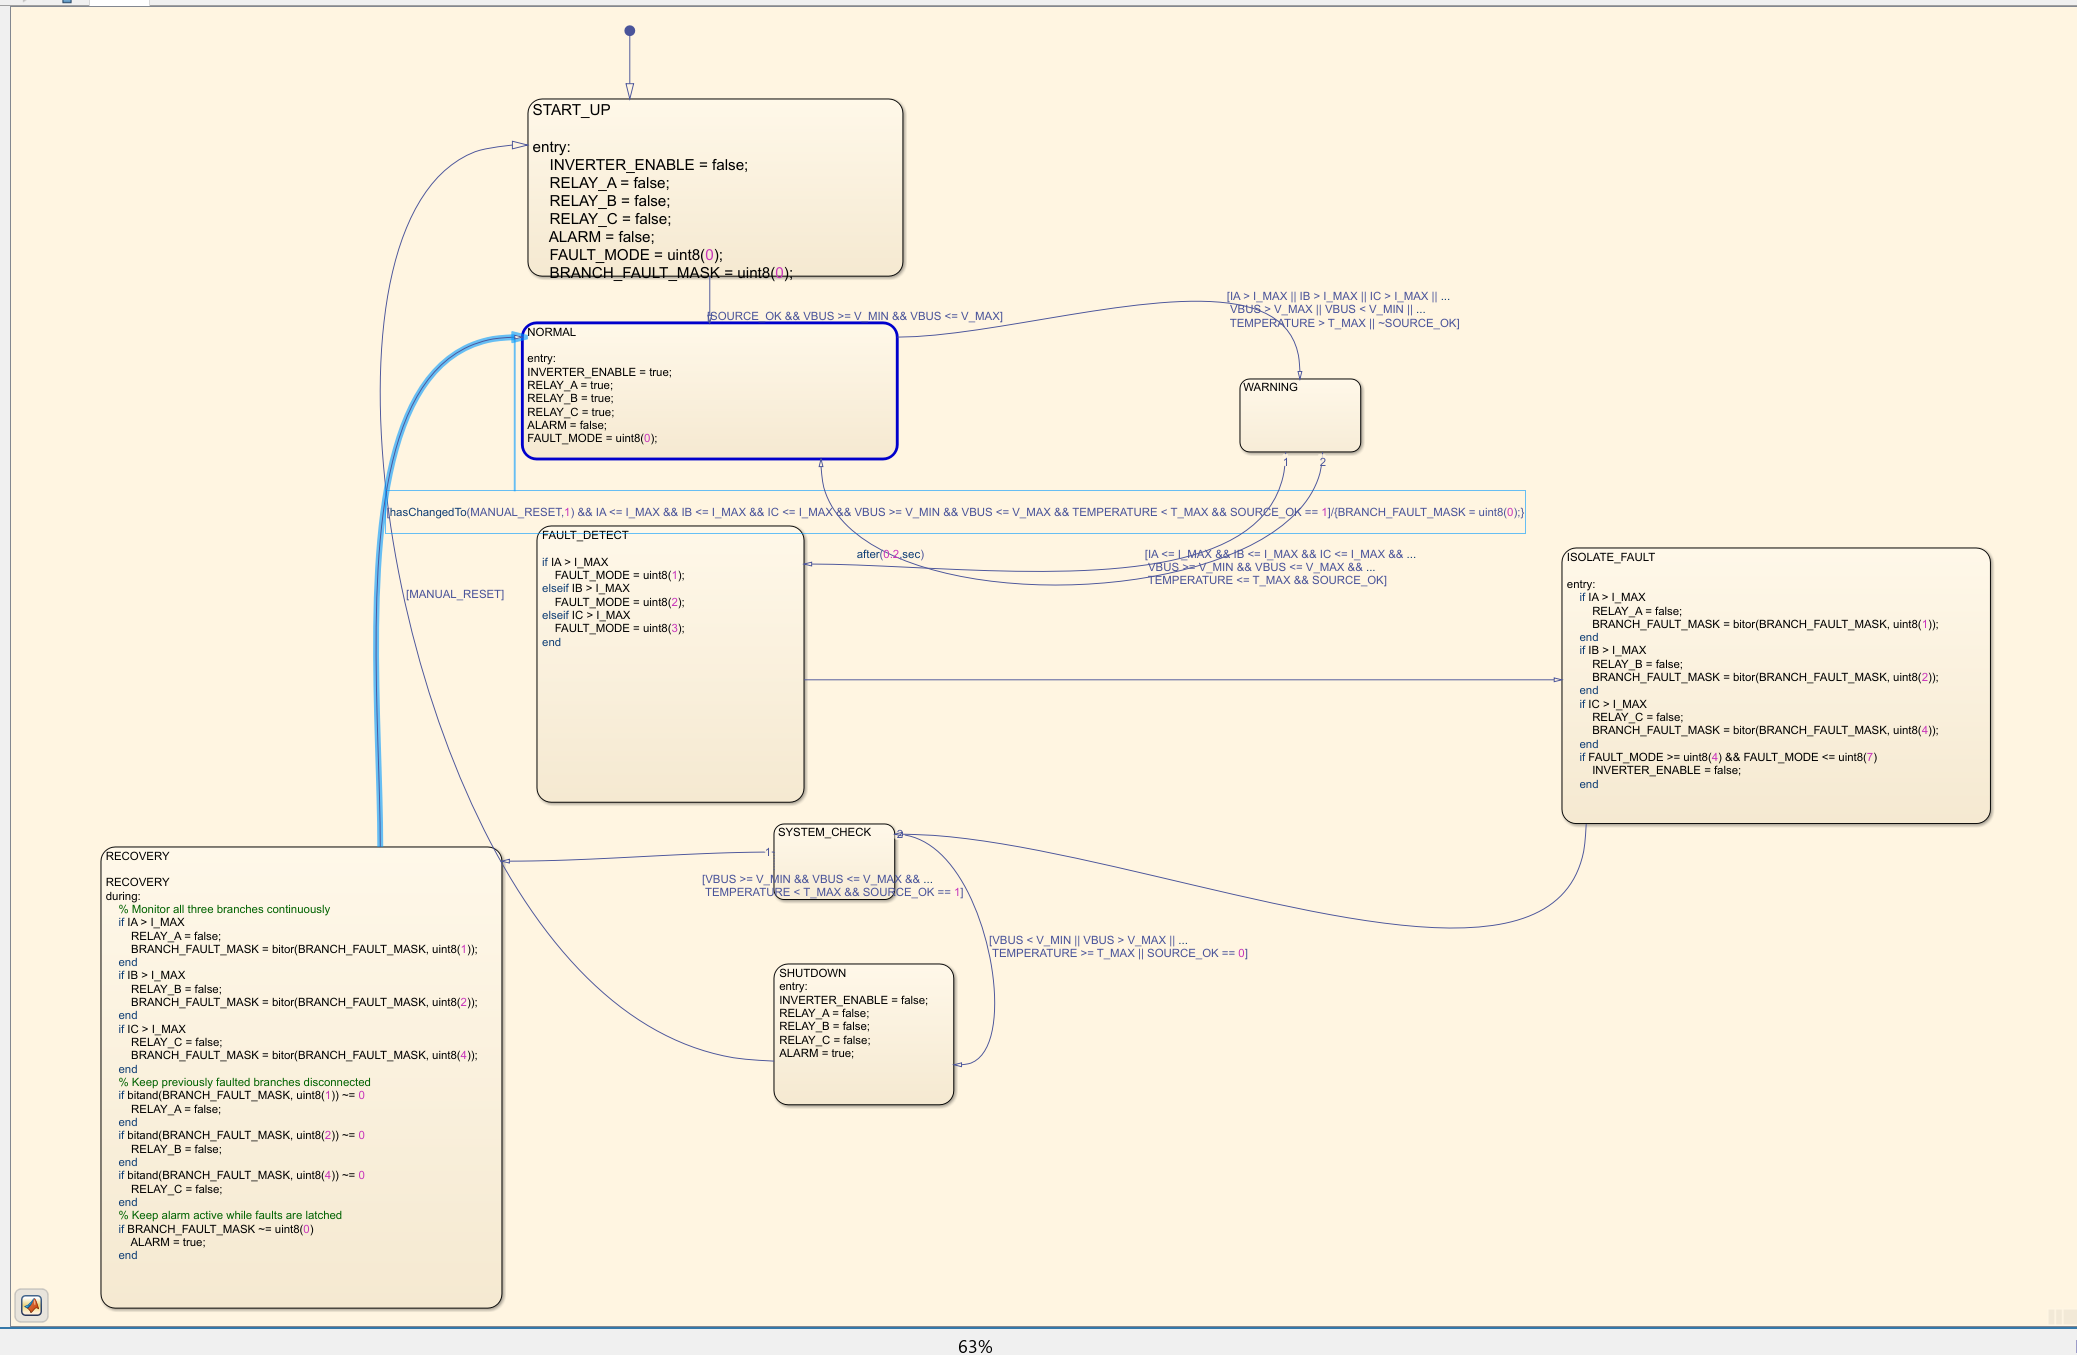 START_UP
entry:
INVERTER_ENABLE = false;
RELAY_A = false;
RELAY_B = false;
RELAY_C = false;
ALARM = false;
FAULT_MODE = uint8(0);
BRANCH_FAULT_MASK = uint8(0);
[SOURCE_OK && VBUS >= V_MIN && VBUS <= V_MAX]
[IA > I_MAX || IB > I_MAX || IC > I_MAX || ...
VBUS > V_MAX || VBUS < V_MIN || ...
TEMPERATURE > T_MAX || ~SOURCE_OK]
NORMAL
entry:
INVERTER_ENABLE = true;
RELAY_A = true;
RELAY_B = true;
RELAY_C = true;
ALARM = false;
FAULT_MODE = uint8(0);
WARNING
1
2
[hasChangedTo(MANUAL_RESET,1) && IA <= I_MAX && IB <= I_MAX && IC <= I_MAX && VBUS >= V_MIN && VBUS <= V_MAX && TEMPERATURE < T_MAX && SOURCE_OK == 1]/{BRANCH_FAULT_MASK = uint8(0);}
FAULT_DETECT
if IA > I_MAX
FAULT_MODE = uint8(1);
elseif IB > I_MAX
FAULT_MODE = uint8(2);
elseif IC > I_MAX
FAULT_MODE = uint8(3);
end
after(0.2,sec)
[IA <= I_MAX && IB <= I_MAX && IC <= I_MAX && ...
VBUS >= V_MIN && VBUS <= V_MAX && ...
TEMPERATURE <= T_MAX && SOURCE_OK]
[MANUAL_RESET]
ISOLATE_FAULT
entry:
if IA > I_MAX
RELAY_A = false;
BRANCH_FAULT_MASK = bitor(BRANCH_FAULT_MASK, uint8(1));
end
if IB > I_MAX
RELAY_B = false;
BRANCH_FAULT_MASK = bitor(BRANCH_FAULT_MASK, uint8(2));
end
if IC > I_MAX
RELAY_C = false;
BRANCH_FAULT_MASK = bitor(BRANCH_FAULT_MASK, uint8(4));
end
if FAULT_MODE >= uint8(4) && FAULT_MODE <= uint8(7)
INVERTER_ENABLE = false;
end
SYSTEM_CHECK
2
1
[VBUS >= V_MIN && VBUS <= V_MAX && ...
TEMPERATURE < T_MAX && SOURCE_OK == 1]
[VBUS < V_MIN || VBUS > V_MAX || ...
TEMPERATURE >= T_MAX || SOURCE_OK == 0]
SHUTDOWN
entry:
INVERTER_ENABLE = false;
RELAY_A = false;
RELAY_B = false;
RELAY_C = false;
ALARM = true;
RECOVERY
RECOVERY
during:
% Monitor all three branches continuously
if IA > I_MAX
RELAY_A = false;
BRANCH_FAULT_MASK = bitor(BRANCH_FAULT_MASK, uint8(1));
end
if IB > I_MAX
RELAY_B = false;
BRANCH_FAULT_MASK = bitor(BRANCH_FAULT_MASK, uint8(2));
end
if IC > I_MAX
RELAY_C = false;
BRANCH_FAULT_MASK = bitor(BRANCH_FAULT_MASK, uint8(4));
end
% Keep previously faulted branches disconnected
if bitand(BRANCH_FAULT_MASK, uint8(1)) ~= 0
RELAY_A = false;
end
if bitand(BRANCH_FAULT_MASK, uint8(2)) ~= 0
RELAY_B = false;
end
if bitand(BRANCH_FAULT_MASK, uint8(4)) ~= 0
RELAY_C = false;
end
% Keep alarm active while faults are latched
if BRANCH_FAULT_MASK ~= uint8(0)
ALARM = true;
end
63%